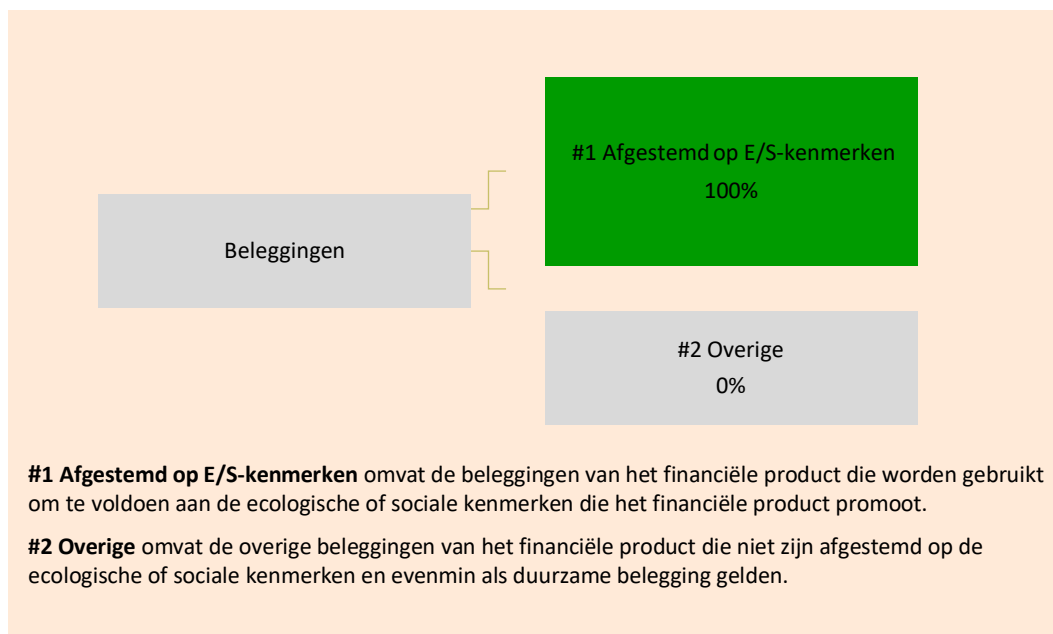 #1 Afgestemd op E/S-kenmerken
100%
Beleggingen
#2 Overige
0%
#1 Afgestemd op E/S-kenmerken omvat de beleggingen van het financiële product die worden gebruikt
om te voldoen aan de ecologische of sociale kenmerken die het financiële product promoot.
#2 Overige omvat de overige beleggingen van het financiële product die niet zijn afgestemd op de
ecologische of sociale kenmerken en evenmin als duurzame belegging gelden.